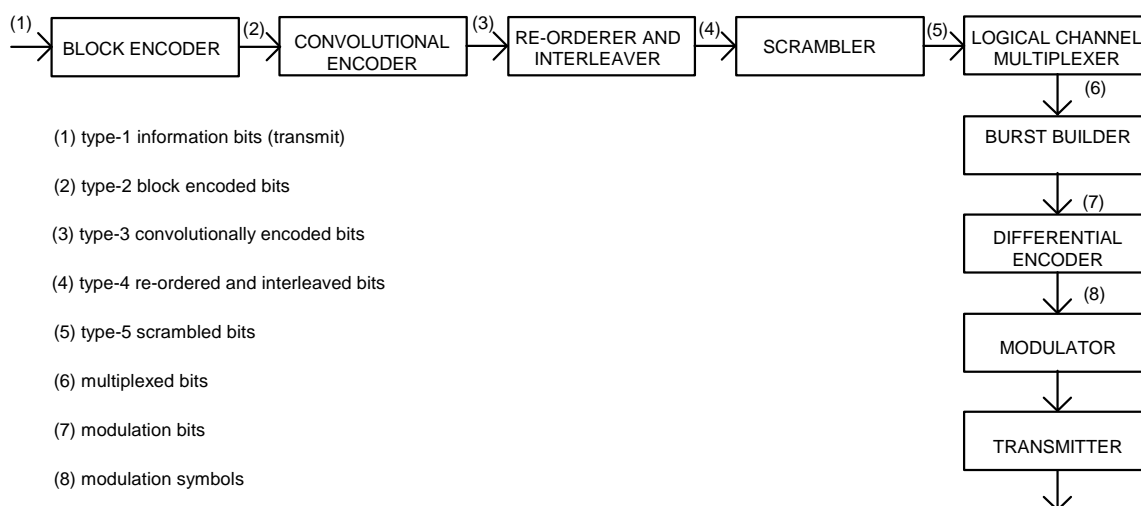 (1)
BLOCK ENCODER
(2)
CONVOLUTIONAL
ENCODER
(3)
RE-ORDERER AND
INTERLEAVER
(4)
SCRAMBLER
(5)
LOGICAL CHANNEL
MULTIPLEXER
(6)
BURST BUILDER
(7)
DIFFERENTIAL
ENCODER
(8)
MODULATOR
TRANSMITTER
(1) type-1 information bits (transmit)
(2) type-2 block encoded bits
(3) type-3 convolutionally encoded bits
(4) type-4 re-ordered and interleaved bits
(5) type-5 scrambled bits
(6) multiplexed bits
(7) modulation bits
(8) modulation symbols